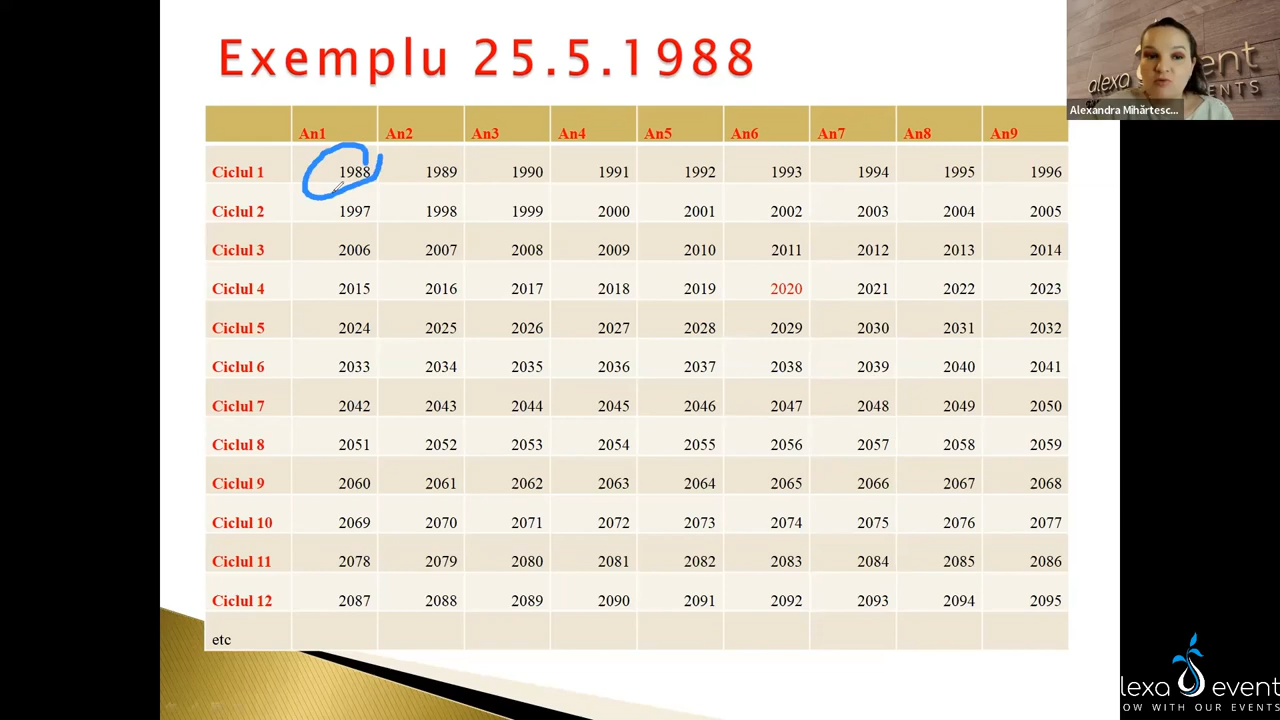 Exemplu 25.5.1988
alexa event
EVENTS
Alexandra Mihărtesc...
An1 An2 An3 An4 An5 An6 An7 An8 An9
Ciclul 1 1988 1989 1990 1991 1992 1993 1994 1995 1996
Ciclul 2 1997 1998 1999 2000 2001 2002 2003 2004 2005
Ciclul 3 2006 2007 2008 2009 2010 2011 2012 2013 2014
Ciclul 4 2015 2016 2017 2018 2019 2020 2021 2022 2023
Ciclul 5 2024 2025 2026 2027 2028 2029 2030 2031 2032
Ciclul 6 2033 2034 2035 2036 2037 2038 2039 2040 2041
Ciclul 7 2042 2043 2044 2045 2046 2047 2048 2049 2050
Ciclul 8 2051 2052 2053 2054 2055 2056 2057 2058 2059
Ciclul 9 2060 2061 2062 2063 2064 2065 2066 2067 2068
Ciclul 10 2069 2070 2071 2072 2073 2074 2075 2076 2077
Ciclul 11 2078 2079 2080 2081 2082 2083 2084 2085 2086
Ciclul 12 2087 2088 2089 2090 2091 2092 2093 2094 2095
etc
lexa event
OW WITH OUR EVENTS